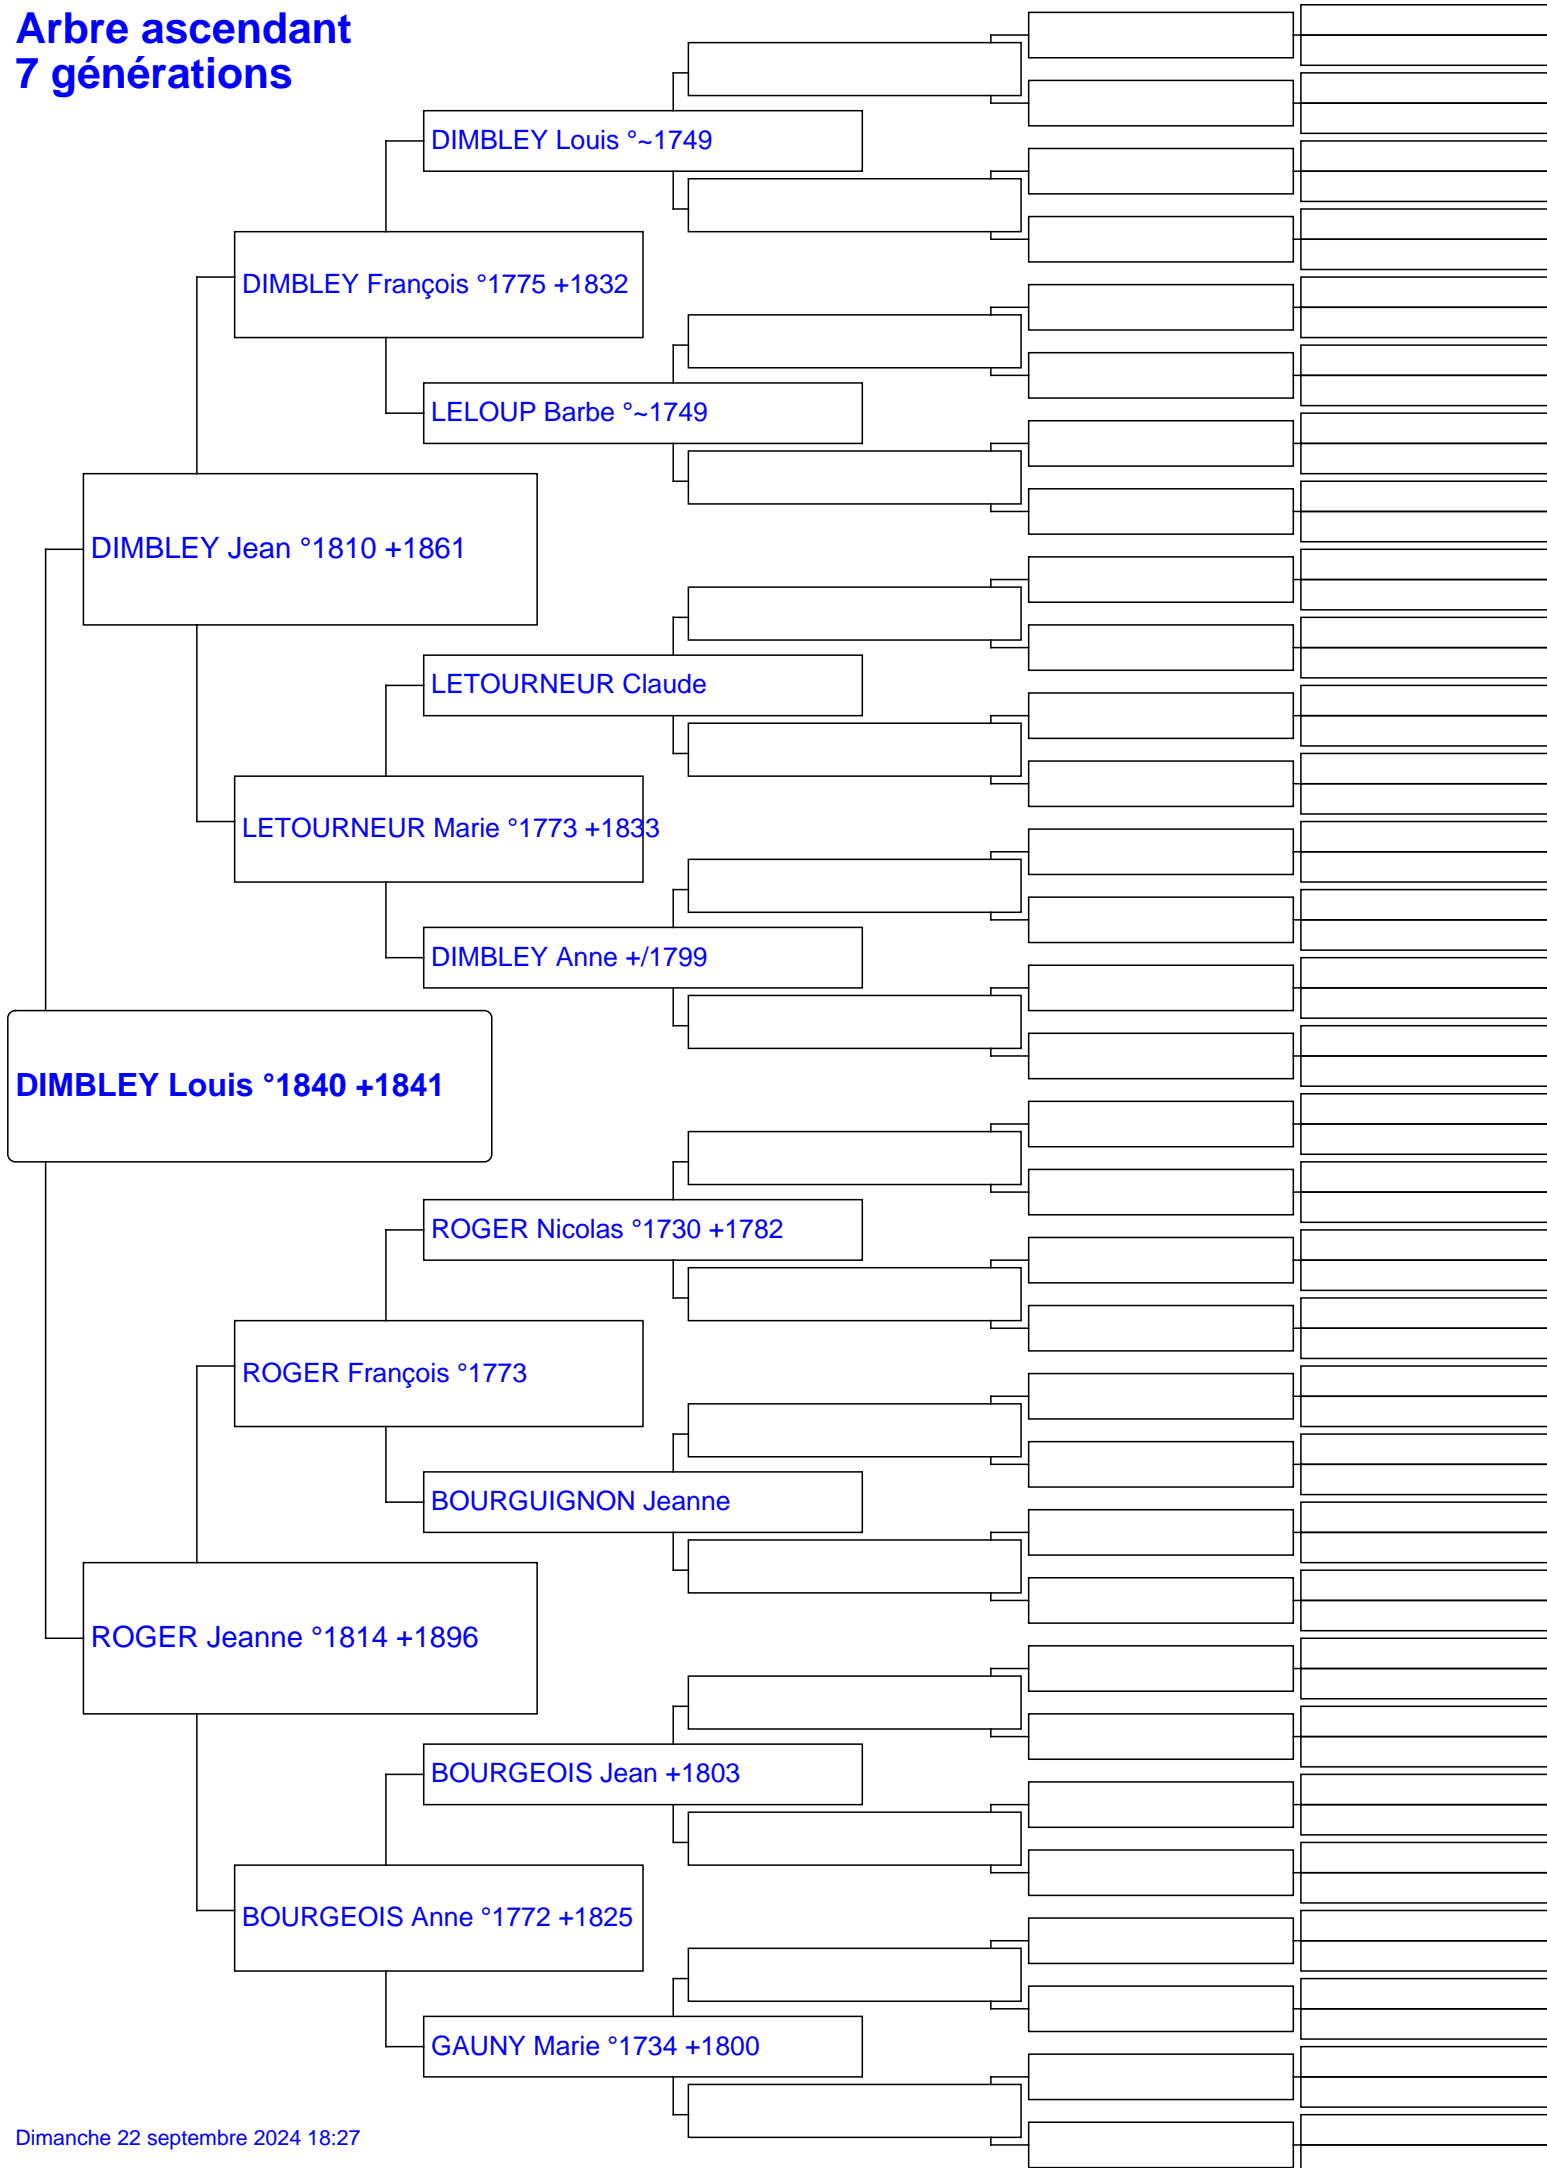 Arbre ascendant
7 générations
DIMBLEY Louis °~1749
DIMBLEY François °1775 +1832
LELOUP Barbe °~1749
DIMBLEY Jean °1810 +1861
LETOURNEUR Claude
LETOURNEUR Marie °1773 +1833
DIMBLEY Anne +/1799
DIMBLEY Louis °1840 +1841
ROGER Nicolas °1730 +1782
ROGER François °1773
BOURGUIGNON Jeanne
ROGER Jeanne °1814 +1896
BOURGEOIS Jean +1803
BOURGEOIS Anne °1772 +1825
GAUNY Marie °1734 +1800
Dimanche 22 septembre 2024 18:27